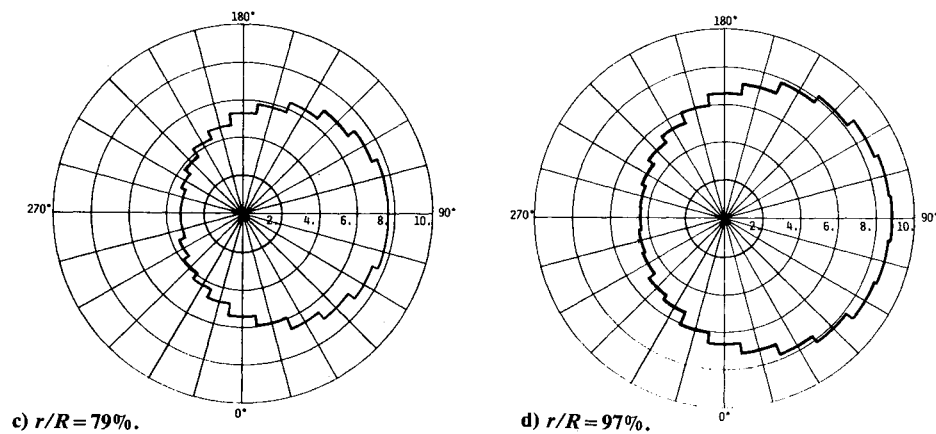 180°
270°
2. 4. 6. 8. 10. 90°
0°
c) r/R = 79%.
180°
270°
2. 4. 6. 8. 10. 90°
0°
d) r/R = 97%.